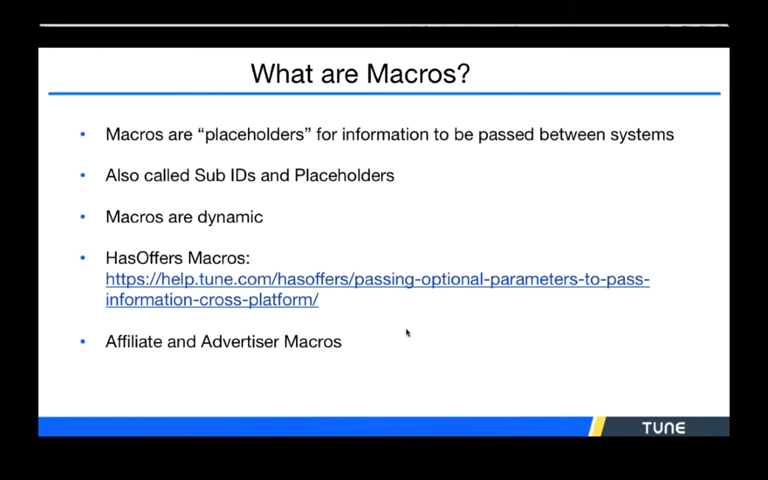 What are Macros?
• Macros are “placeholders” for information to be passed between systems
• Also called Sub IDs and Placeholders
• Macros are dynamic
• HasOffers Macros:
https://help.tune.com/hasoffers/passing-optional-parameters-to-pass-
information-cross-platform/
• Affiliate and Advertiser Macros
TUNE